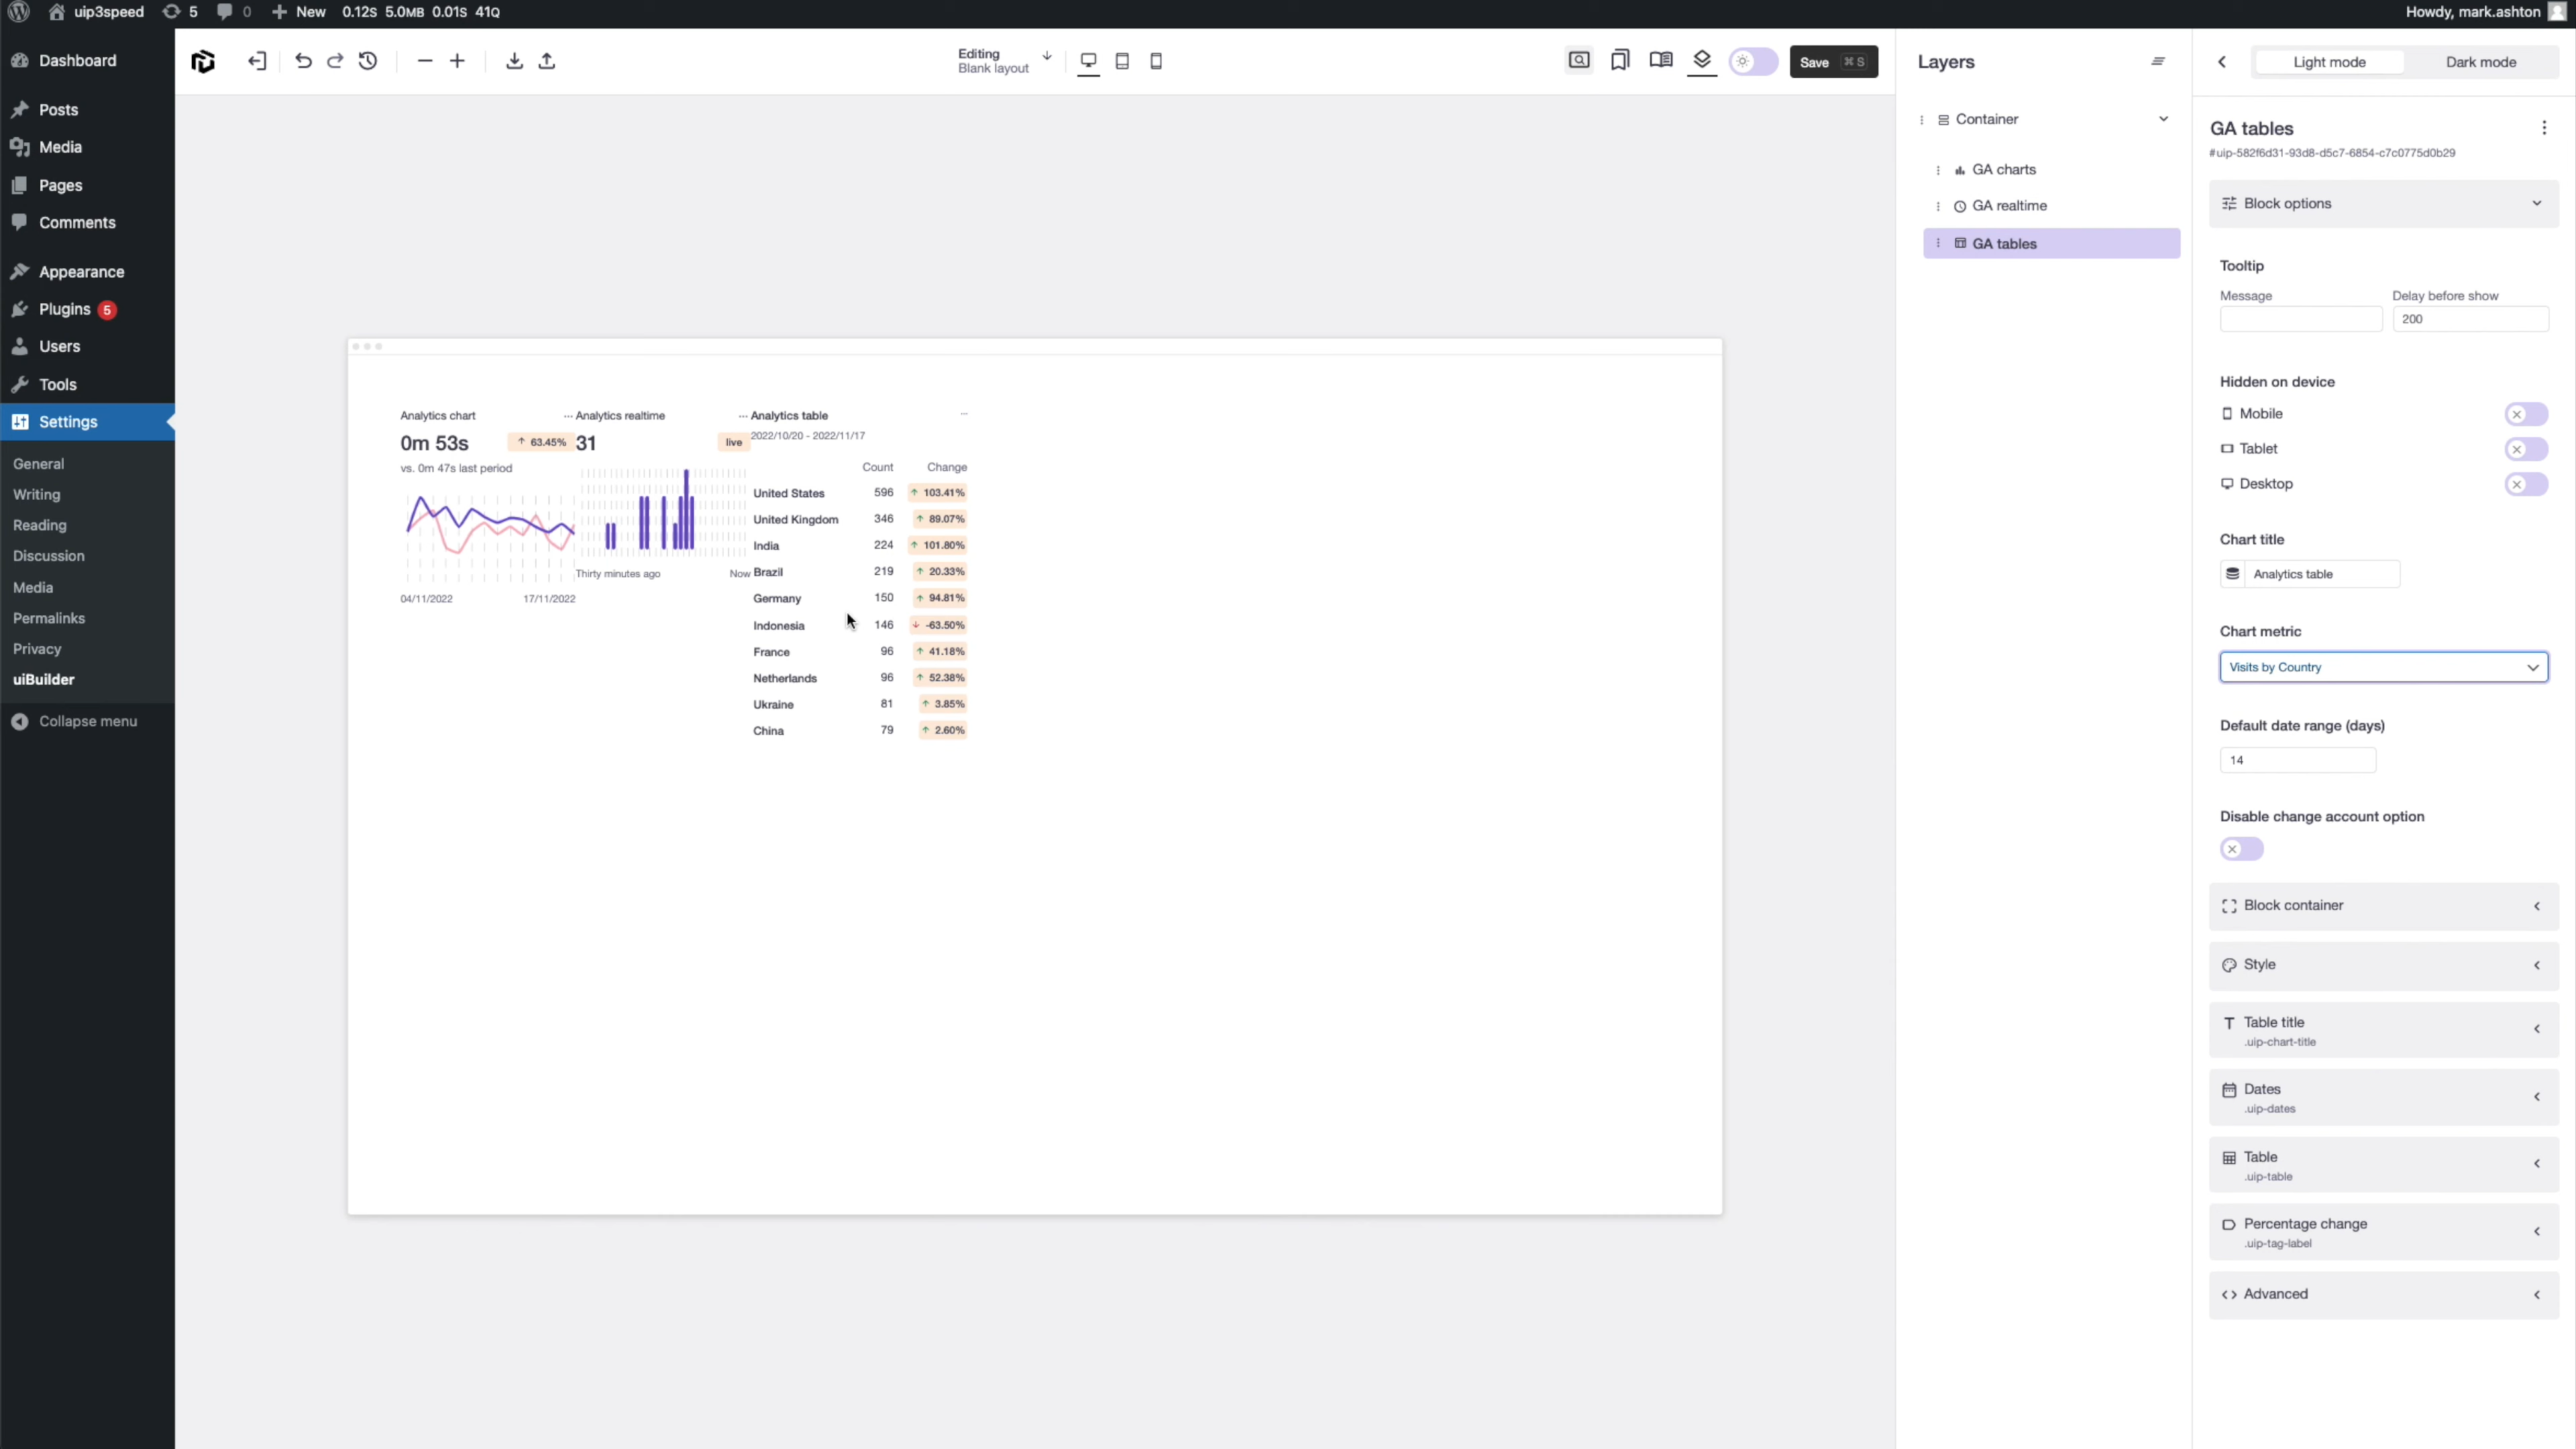 uip3speed 5 0 New 0.12S 5.0MB 0.01S 41Q Howdy, mark.ashton
Dashboard
Posts
Media
Pages
Comments
Appearance
Plugins 5
Users
Tools
Settings
General
Writing
Reading
Discussion
Media
Permalinks
Privacy
uiBuilder
Collapse menu
Editing
Blank layout
Save ⌘ S
Analytics chart
0m 53s 63.45%
vs. 0m 47s last period
04/11/2022 17/11/2022
Analytics realtime
31 live
Thirty minutes ago Now
Analytics table
2022/10/20 - 2022/11/17
Count Change
United States 596 103.41%
United Kingdom 346 89.07%
India 224 101.80%
Brazil 219 20.33%
Germany 150 94.81%
Indonesia 146 -63.50%
France 96 41.18%
Netherlands 96 52.38%
Ukraine 81 3.85%
China 79 2.60%
Layers
Container
GA charts
GA realtime
GA tables
Light mode Dark mode
GA tables
#uip-582f6d31-93d8-d5c7-6854-c7c0775d0b29
Block options
Tooltip
Message Delay before show
200
Hidden on device
Mobile
Tablet
Desktop
Chart title
Analytics table
Chart metric
Visits by Country
Default date range (days)
14
Disable change account option
Block container
Style
Table title
.uip-chart-title
Dates
.uip-dates
Table
.uip-table
Percentage change
.uip-tag-label
Advanced